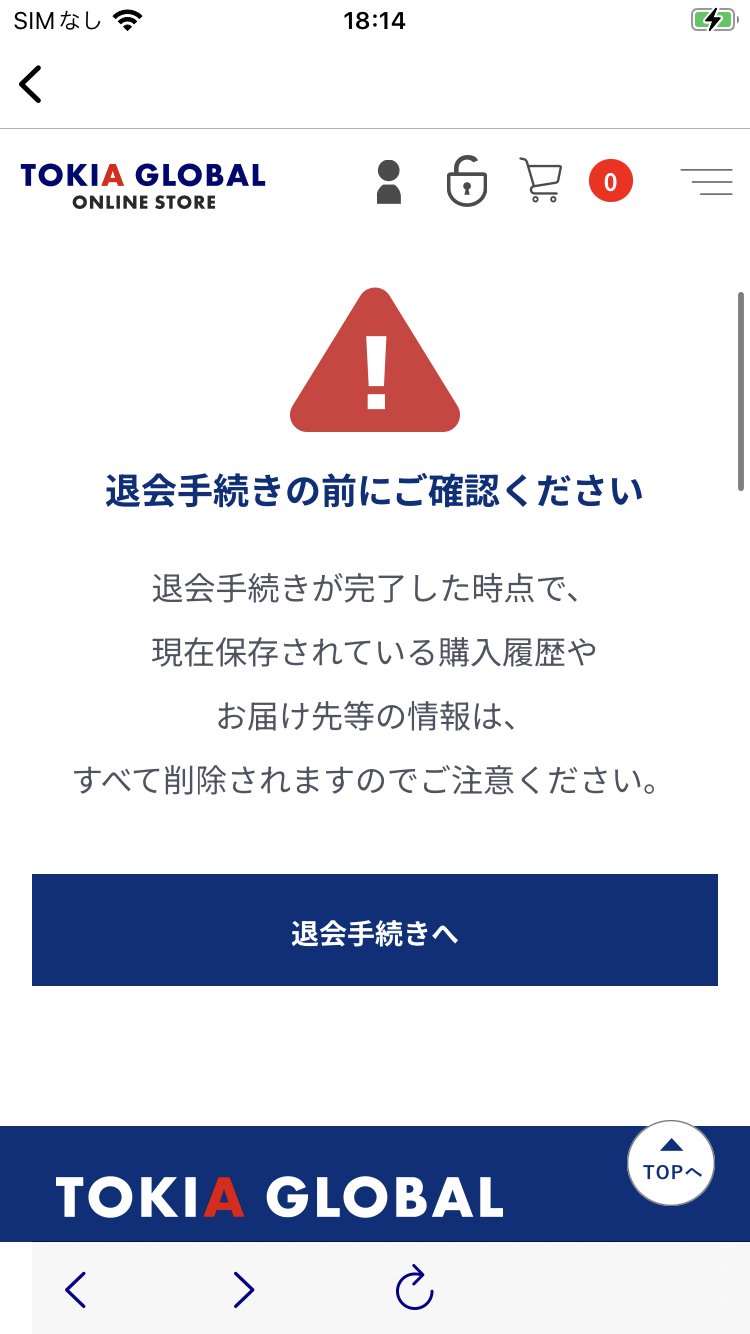 SIMなし
18:14
TOKIA GLOBAL
ONLINE STORE
0
退会手続きの前にご確認ください
退会手続きが完了した時点で、
現在保存されている購入履歴や
お届け先等の情報は、
すべて削除されますのでご注意ください。
退会手続きへ
TOPへ
TOKIA GLOBAL